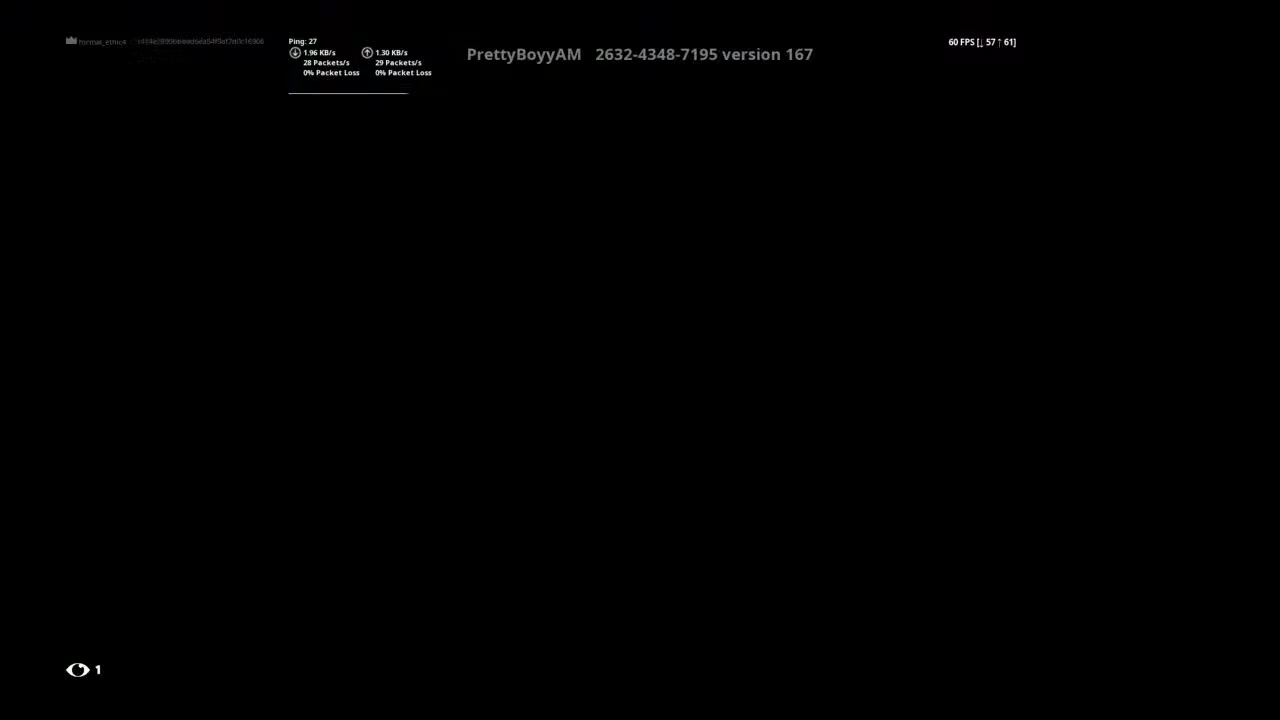 Ping: 27
1.96 KB/s 1.30 KB/s
28 Packets/s 29 Packets/s
0% Packet Loss 0% Packet Loss
PrettyBoyyAM 2632-4348-7195 version 167
60 FPS [↓ 57 ↑ 61]
1